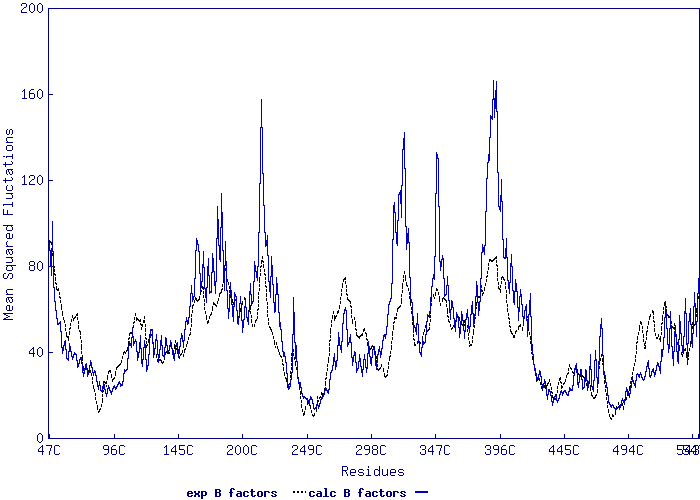 200
160
120
80
40
0
Mean Squared Fluctations
47C 96C 145C 200C 249C 298C 347C 396C 445C 494C
Residues
exp B factors calc B factors